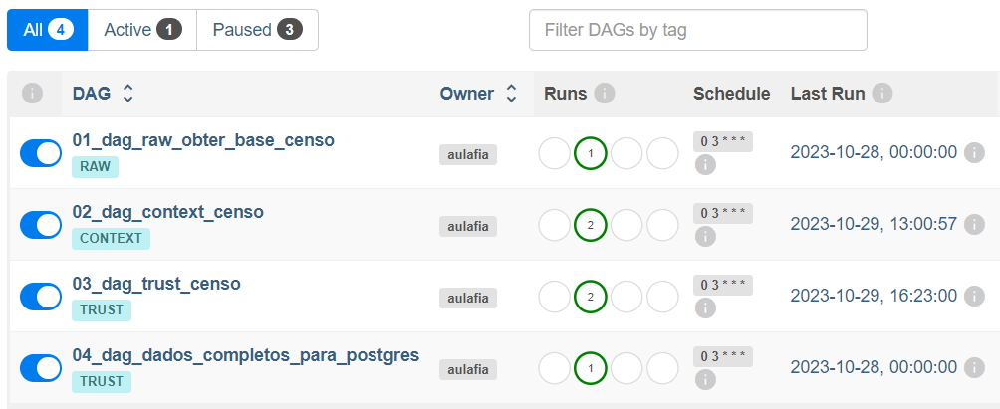 All 4 Active 1 Paused 3 Filter DAGs by tag
i DAG Owner Runs i Schedule Last Run i
01_dag_raw_obter_base_censo
RAW
aulafia
1
0 3 * * *
i
2023-10-28, 00:00:00 i
02_dag_context_censo
CONTEXT
aulafia
2
0 3 * * *
i
2023-10-29, 13:00:57 i
03_dag_trust_censo
TRUST
aulafia
2
0 3 * * *
i
2023-10-29, 16:23:00 i
04_dag_dados_completos_para_postgres
TRUST
aulafia
1
0 3 * * *
i
2023-10-28, 00:00:00 i